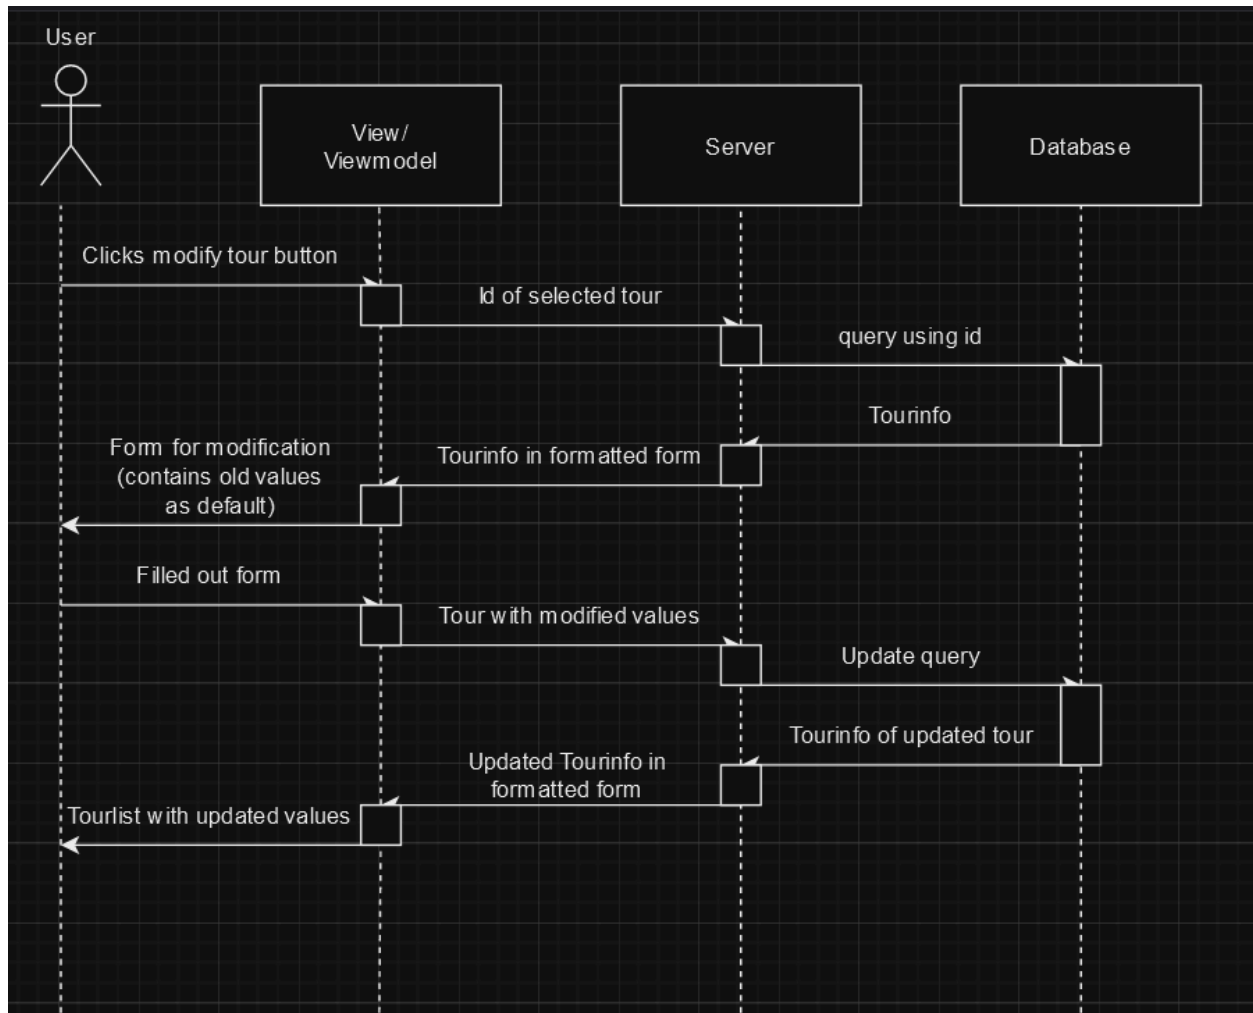 User
View/
Viewmodel
Server
Database
Clicks modify tour button
Id of selected tour
query using id
Tourinfo
Tourinfo in formatted form
Form for modification
(contains old values
as default)
Filled out form
Tour with modified values
Update query
Tourinfo of updated tour
Updated Tourinfo in
formatted form
Tourlist with updated values